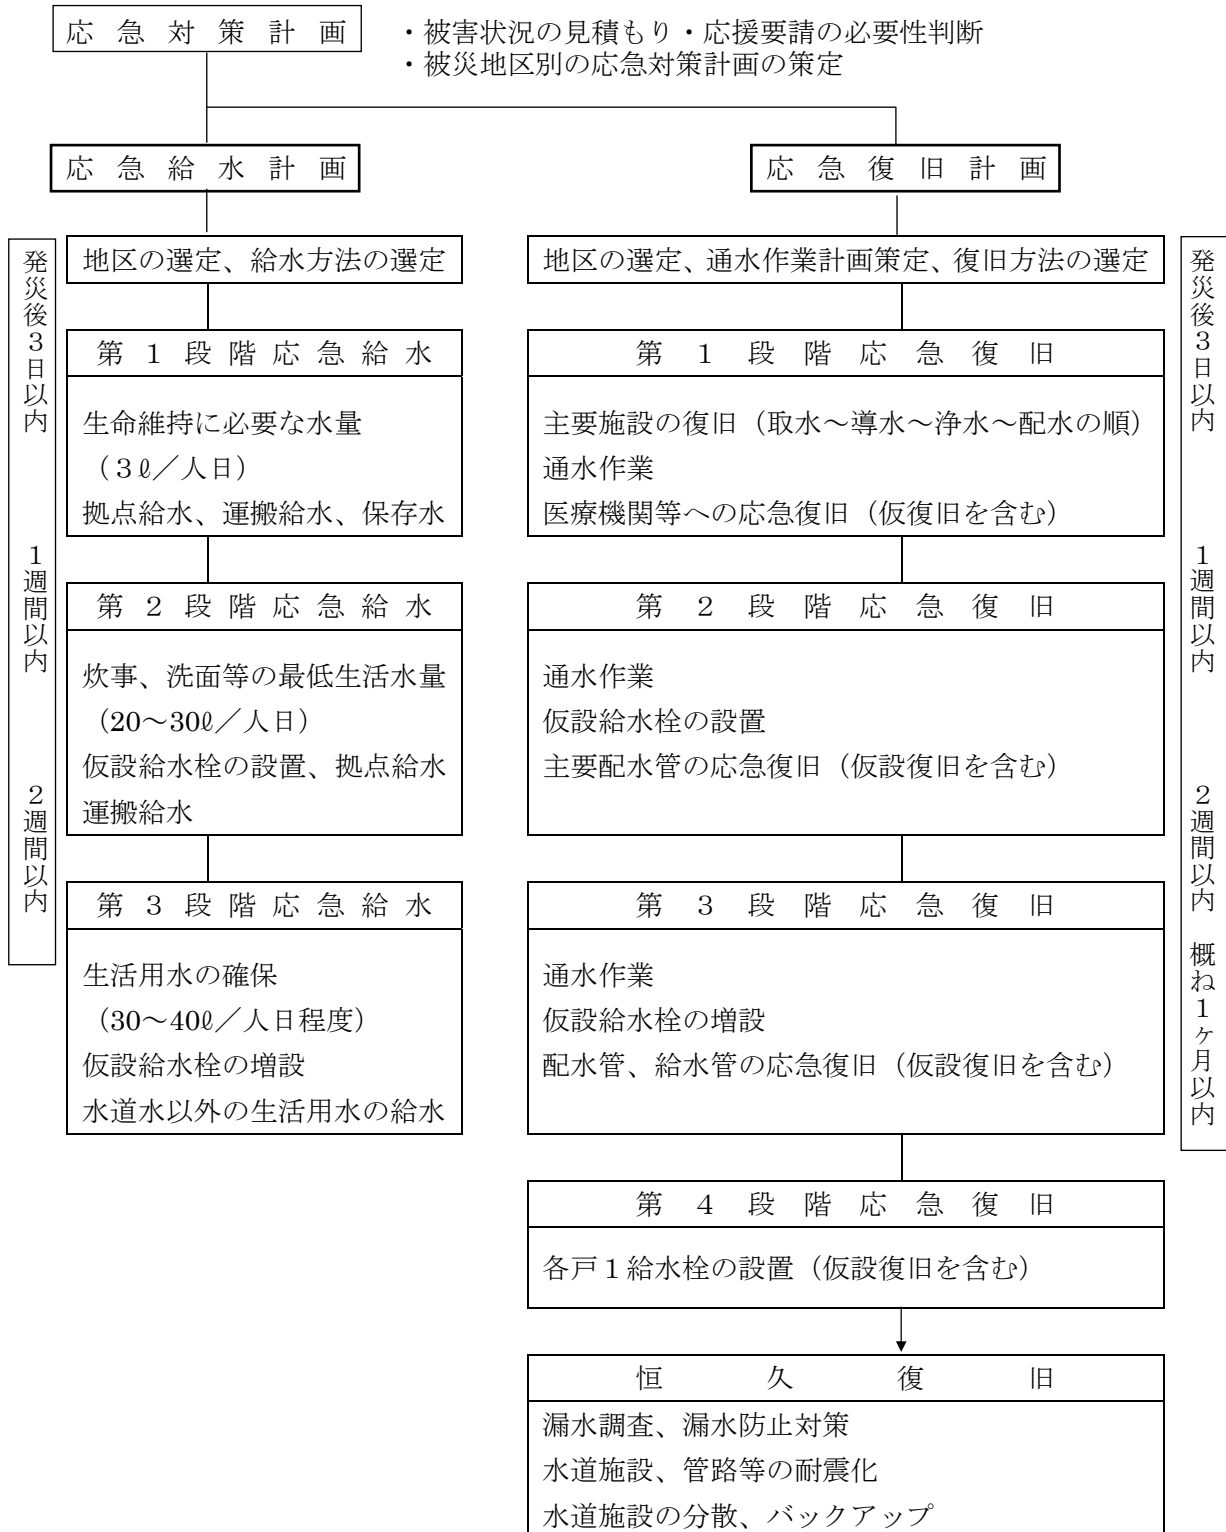 応急対策計画
・被害状況の見積もり・応援要請の必要性判断
・被災地区別の応急対策計画の策定
応急給水計画
応急復旧計画
発災後3日以内 1週間以内 2週間以内
地区の選定、給水方法の選定
第1段階応急給水
生命維持に必要な水量
（３ℓ／人日）
拠点給水、運搬給水、保存水
第2段階応急給水
炊事、洗面等の最低生活水量
（20～30ℓ／人日）
仮設給水栓の設置、拠点給水
運搬給水
第3段階応急給水
生活用水の確保
（30～40ℓ／人日程度）
仮設給水栓の増設
水道水以外の生活用水の給水
地区の選定、通水作業計画策定、復旧方法の選定
第1段階応急復旧
主要施設の復旧（取水～導水～浄水～配水の順）
通水作業
医療機関等への応急復旧（仮復旧を含む）
第2段階応急復旧
通水作業
仮設給水栓の設置
主要配水管の応急復旧（仮設復旧を含む）
第3段階応急復旧
通水作業
仮設給水栓の増設
配水管、給水管の応急復旧（仮設復旧を含む）
第4段階応急復旧
各戸１給水栓の設置（仮設復旧を含む）
恒久復旧
漏水調査、漏水防止対策
水道施設、管路等の耐震化
水道施設の分散、バックアップ
発災後3日以内 1週間以内 2週間以内 概ね1ヶ月以内